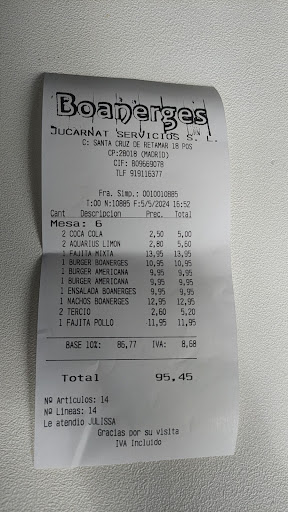 Boanerges
JUCARNAT SERVICIOS S. L.
C: SANTA CRUZ DE RETAMAR 18 POS
CP:28018 (MADRID)
CIF: B09669078
TLF 919116377
Fra. Simp.: 0010010885
T:00 N:10885 F:5/5/2024 16:52
Cant Descripcion Prec. Total
Mesa: 6
2 COCA COLA 2,50 5,00
2 AQUARIUS LIMON 2,80 5,60
1 FAJITA MIXTA 13,95 13,95
1 BURGER BOANERGES 10,95 10,95
1 BURGER AMERICANA 9,95 9,95
1 BURGER AMERICANA 9,95 9,95
1 ENSALADA BOANERGES 9,95 9,95
1 NACHOS BOANERGES 12,95 12,95
2 TERCIO 2,60 5,20
1 FAJITA POLLO 11,95 11,95
BASE 10%: 86,77 IVA: 8,68
Total 95,45
Nº Articulos: 14
Nº Lineas: 14
Le atendio JULISSA
Gracias por su visita
IVA Incluido